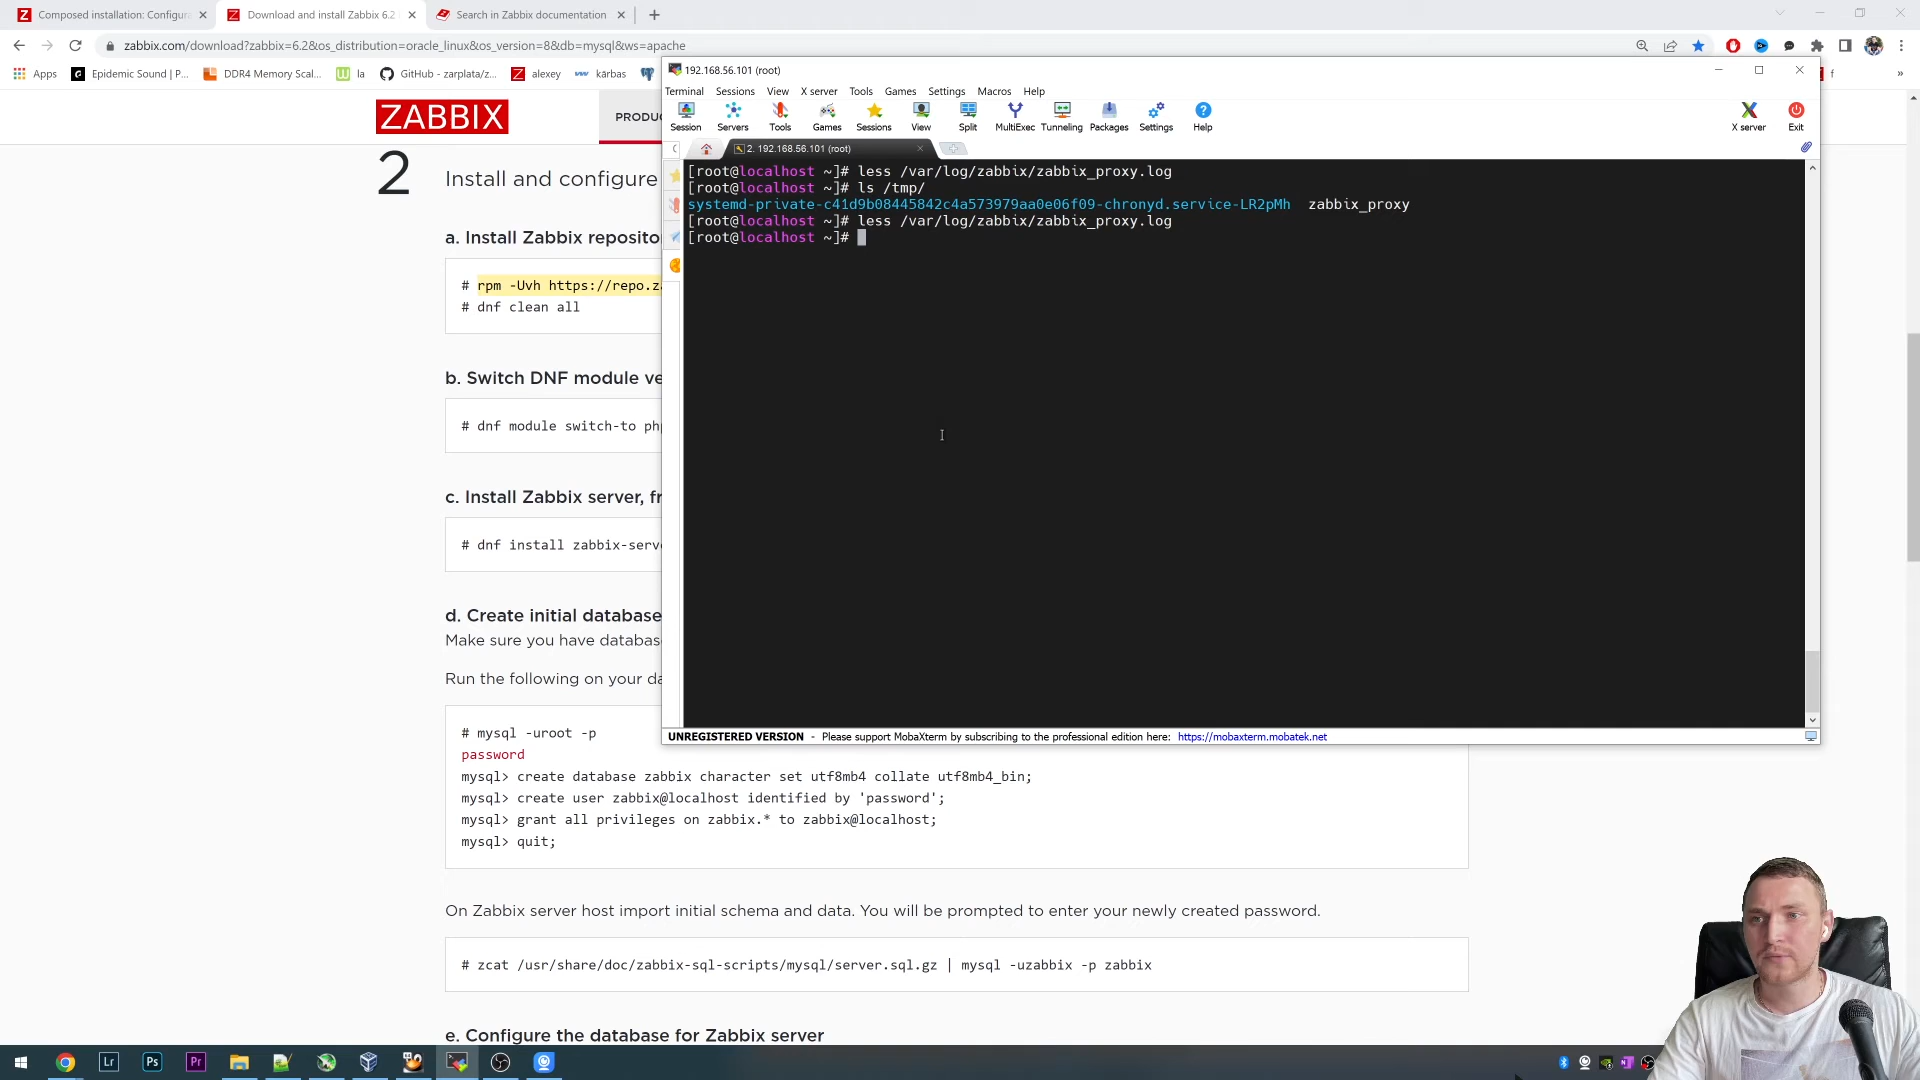 Composed installation: Configura
Download and install Zabbix 6.2
Search in Zabbix documentation
zabbix.com/download?zabbix=6.2&os_distribution=oracle_linux&os_version=8&db=mysql&ws=apache
Apps
Epidemic Sound | P...
DDR4 Memory Scal...
la
GitHub - zarplata/z...
alexey
kārbas
f
»
ZABBIX
PRODU
2
Install and configure
a. Install Zabbix reposito
# rpm -Uvh https://repo.za
# dnf clean all
b. Switch DNF module ve
# dnf module switch-to php
c. Install Zabbix server, fr
# dnf install zabbix-serve
d. Create initial database
Make sure you have databas
Run the following on your da
# mysql -uroot -p
password
mysql> create database zabbix character set utf8mb4 collate utf8mb4_bin;
mysql> create user zabbix@localhost identified by 'password';
mysql> grant all privileges on zabbix.* to zabbix@localhost;
mysql> quit;
On Zabbix server host import initial schema and data. You will be prompted to enter your newly created password.
# zcat /usr/share/doc/zabbix-sql-scripts/mysql/server.sql.gz | mysql -uzabbix -p zabbix
e. Configure the database for Zabbix server
192.168.56.101 (root)
Terminal Sessions View X server Tools Games Settings Macros Help
Session Servers Tools Games Sessions View Split MultiExec Tunneling Packages Settings Help X server Exit
2. 192.168.56.101 (root)
[root@localhost ~]# less /var/log/zabbix/zabbix_proxy.log
[root@localhost ~]# ls /tmp/
systemd-private-c41d9b08445842c4a573979aa0e06f09-chronyd.service-LR2pMh zabbix_proxy
[root@localhost ~]# less /var/log/zabbix/zabbix_proxy.log
[root@localhost ~]#
UNREGISTERED VERSION - Please support MobaXterm by subscribing to the professional edition here: https://mobaxterm.mobatek.net
Lr
Ps
Pr